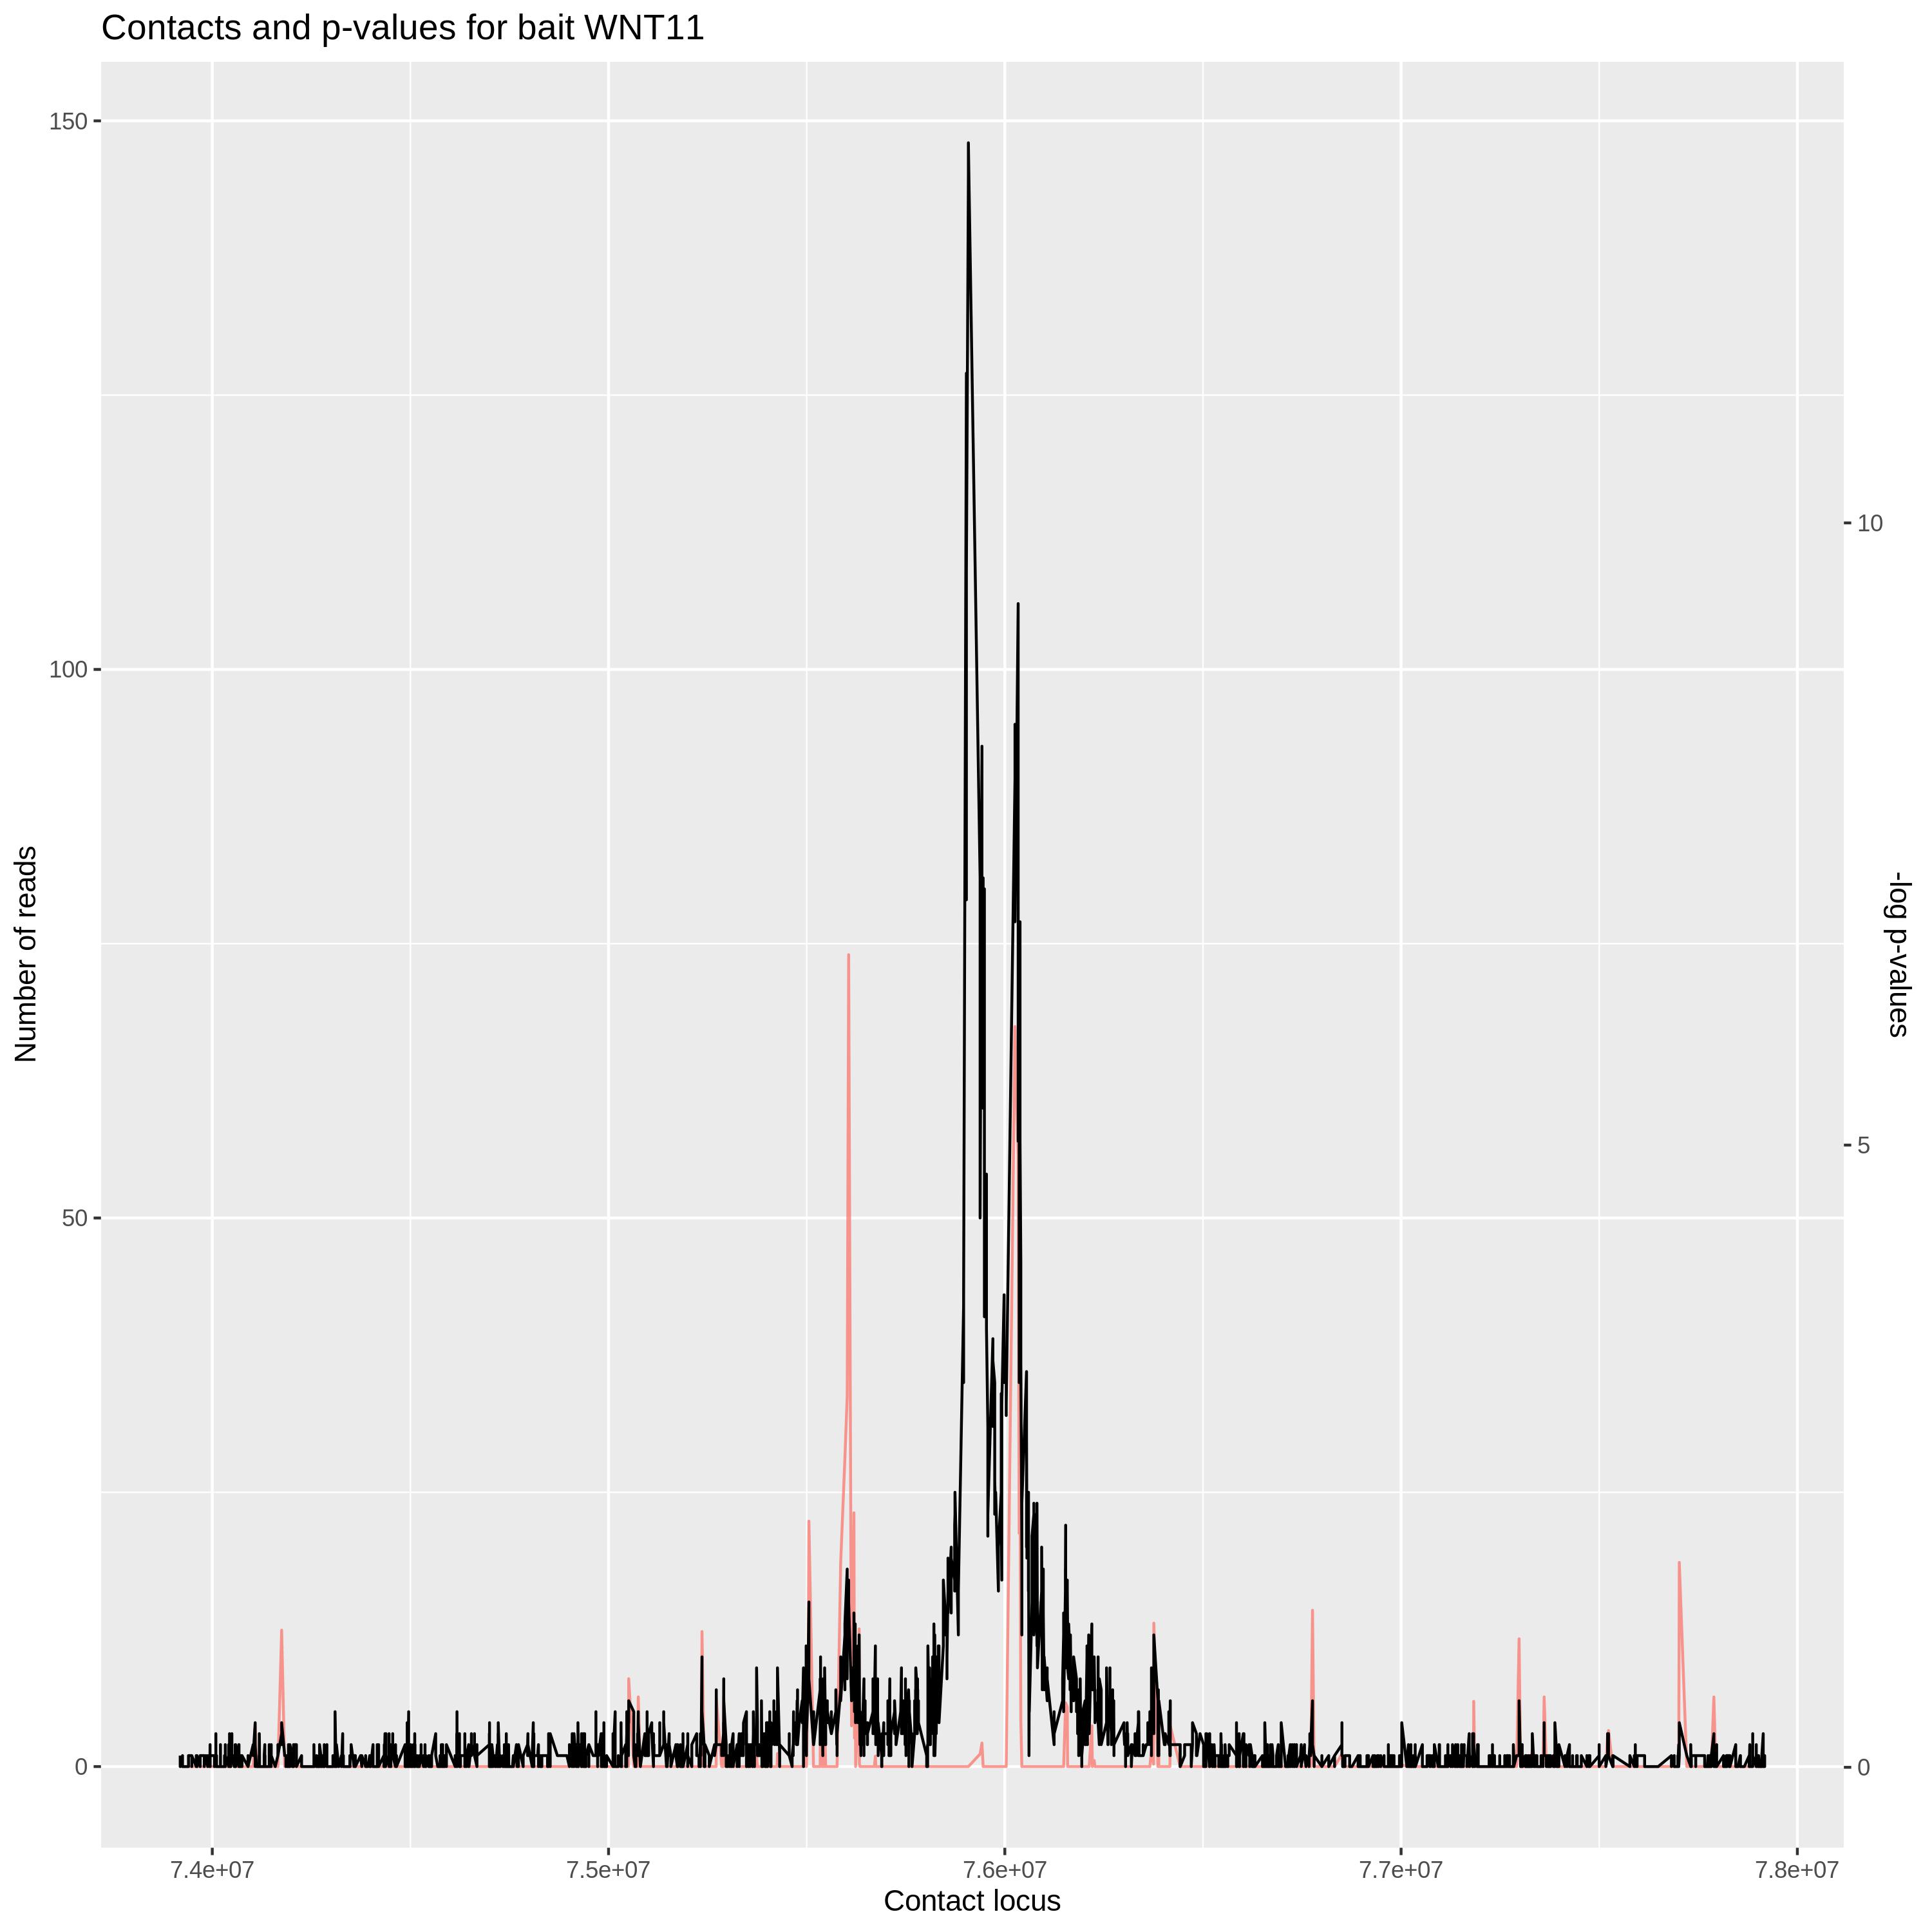 Contacts and p-values for bait WNT11
150
100
50
0
Number of reads
10
5
0
-log p-values
7.4e+07
7.5e+07
7.6e+07
7.7e+07
7.8e+07
Contact locus